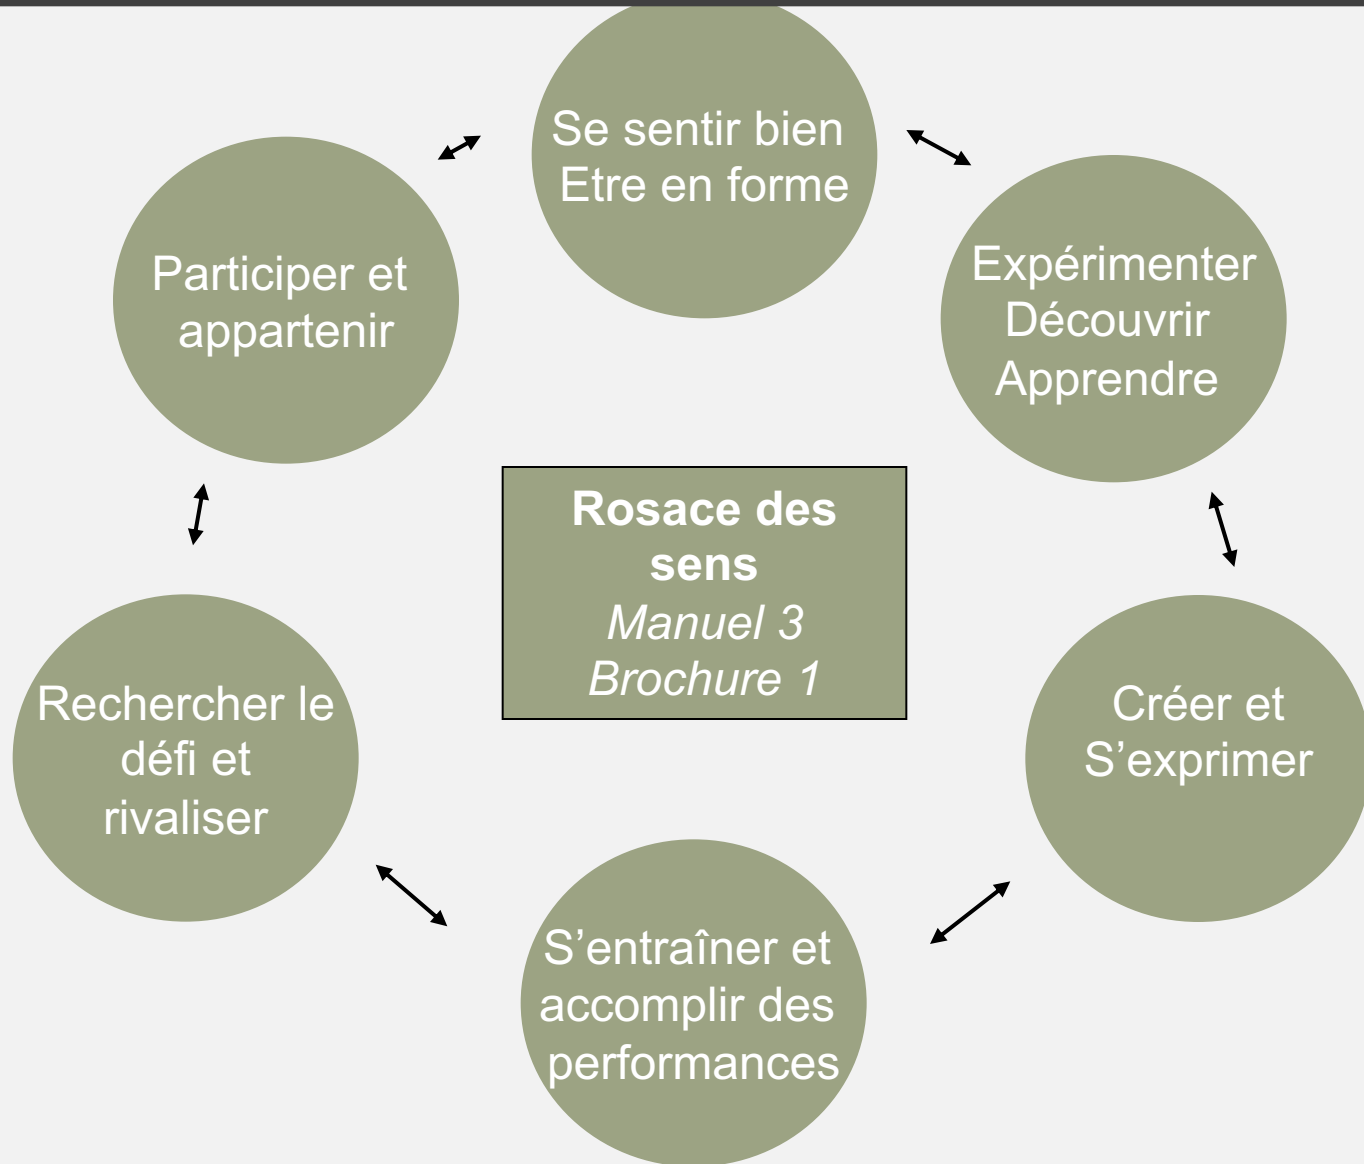 Se sentir bien
Etre en forme
Participer et
appartenir
Expérimenter
Découvrir
Apprendre
Rosace des
sens
Manuel 3
Brochure 1
Rechercher le
défi et
rivaliser
Créer et
S’exprimer
S’entraîner et
accomplir des
performances